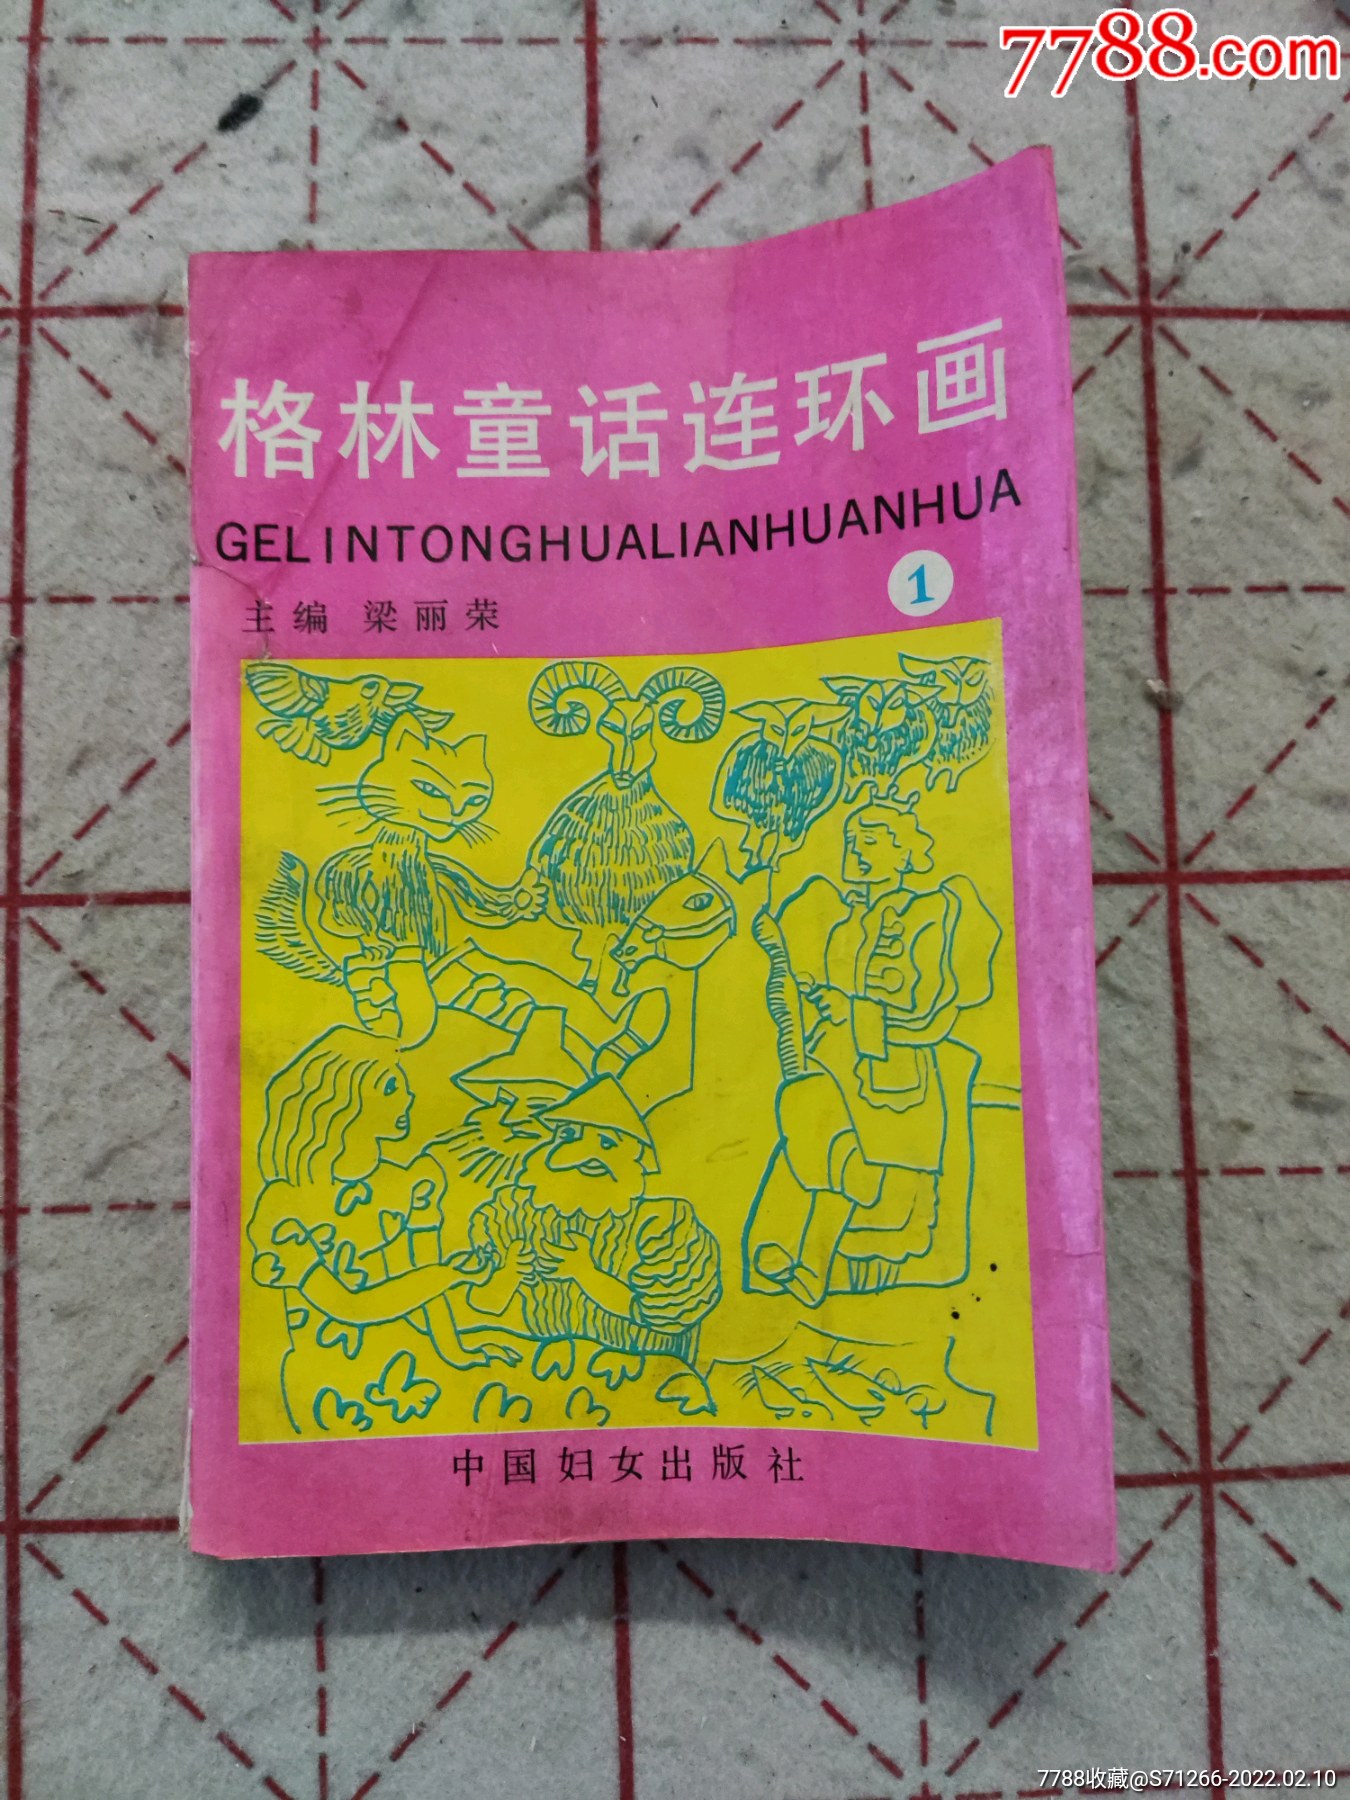 7788.com
格林童话连环画
GELINTONGHUALIANHUANHUA
1
主编 梁丽荣
中国妇女出版社
7788收藏@S71266-2022.02.10